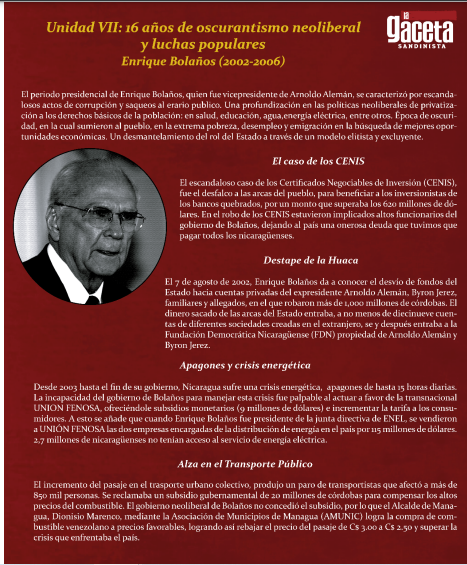 Unidad VII: 16 años de oscurantismo neoliberal
y luchas populares
Enrique Bolaños (2002-2006)
la
gaceta
SANDINISTA
El periodo presidencial de Enrique Bolaños, quien fue vicepresidente de Arnoldo Alemán, se caracterizó por escanda-
losos actos de corrupción y saqueos al erario publico. Una profundización en las políticas neoliberales de privatiza-
ción a los derechos básicos de la población: en salud, educación, agua,energía eléctrica, entre otros. Época de oscuri-
dad, en la cual sumieron al pueblo, en la extrema pobreza, desempleo y emigración en la búsqueda de mejores opor-
tunidades económicas. Un desmantelamiento del rol del Estado a través de un modelo elitista y excluyente.
El caso de los CENIS
El escandaloso caso de los Certificados Negociables de Inversión (CENIS),
fue el desfalco a las arcas del pueblo, para beneficiar a los inversionistas de
los bancos quebrados, por un monto que superaba los 620 millones de dó-
lares. En el robo de los CENIS estuvieron implicados altos funcionarios del
gobierno de Bolaños, dejando al país una onerosa deuda que tuvimos que
pagar todos los nicaragüenses.
Destape de la Huaca
El 7 de agosto de 2002, Enrique Bolaños da a conocer el desvío de fondos del
Estado hacia cuentas privadas del expresidente Arnoldo Alemán, Byron Jerez,
familiares y allegados, en el que robaron más de 1,000 millones de córdobas. El
dinero sacado de las arcas del Estado entraba, a no menos de diecinueve cuen-
tas de diferentes sociedades creadas en el extranjero, se y después entraba a la
Fundación Democrática Nicaragüense (FDN) propiedad de Arnoldo Alemán y
Byron Jerez.
Apagones y crisis energética
Desde 2003 hasta el fin de su gobierno, Nicaragua sufre una crisis energética,  apagones de hasta 15 horas diarias.
La incapacidad del gobierno de Bolaños para manejar esta crisis fue palpable al actuar a favor de la transnacional
UNION FENOSA, ofreciéndole subsidios monetarios (9 millones de dólares) e incrementar la tarifa a los consu-
midores. A esto se añade que cuando Enrique Bolaños fue presidente de la junta directiva de ENEL, se vendieron
a UNIÓN FENOSA las dos empresas encargadas de la distribución de energía en el país por 115 millones de dólares.
2,7 millones de nicaragüenses no tenían acceso al servicio de energía eléctrica.
Alza en el Transporte Público
El incremento del pasaje en el trasporte urbano colectivo, produjo un paro de transportistas que afectó a más de
850 mil personas. Se reclamaba un subsidio gubernamental de 20 millones de córdobas para compensar los altos
precios del combustible. El gobierno neoliberal de Bolaños no concedió el subsidio, por lo que el Alcalde de Mana-
gua, Dionisio Marenco, mediante la Asociación de Municipios de Managua (AMUNIC) logra la compra de com-
bustible venezolano a precios favorables, logrando así rebajar el precio del pasaje de C$ 3.00 a C$ 2.50 y superar la
crisis que enfrentaba el país.